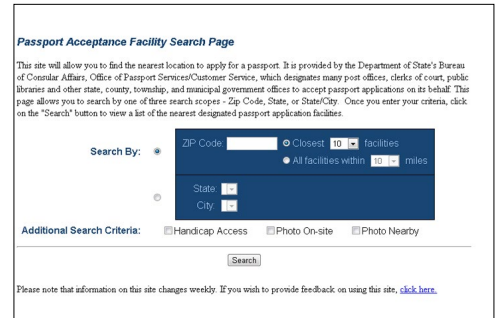 Passport Acceptance Facility Search Page
This site will allow you to find the nearest location to apply for a passport. It is provided by the Department of State's Bureau
of Consular Affairs, Office of Passport Services/Customer Service, which designates many post offices, clerks of court, public
libraries and other state, county, township, and municipal government offices to accept passport applications on its behalf. This
page allows you to search by one of three search scopes - Zip Code, State, or State/City. Once you enter your criteria, click
on the "Search" button to view a list of the nearest designated passport application facilities.
Search By: ZIP Code: Closest 10 facilities
All facilities within 10 miles
State:
City:
Additional Search Criteria: Handicap Access Photo On-site Photo Nearby
Search
Please note that information on this site changes weekly. If you wish to provide feedback on using this site, click here.